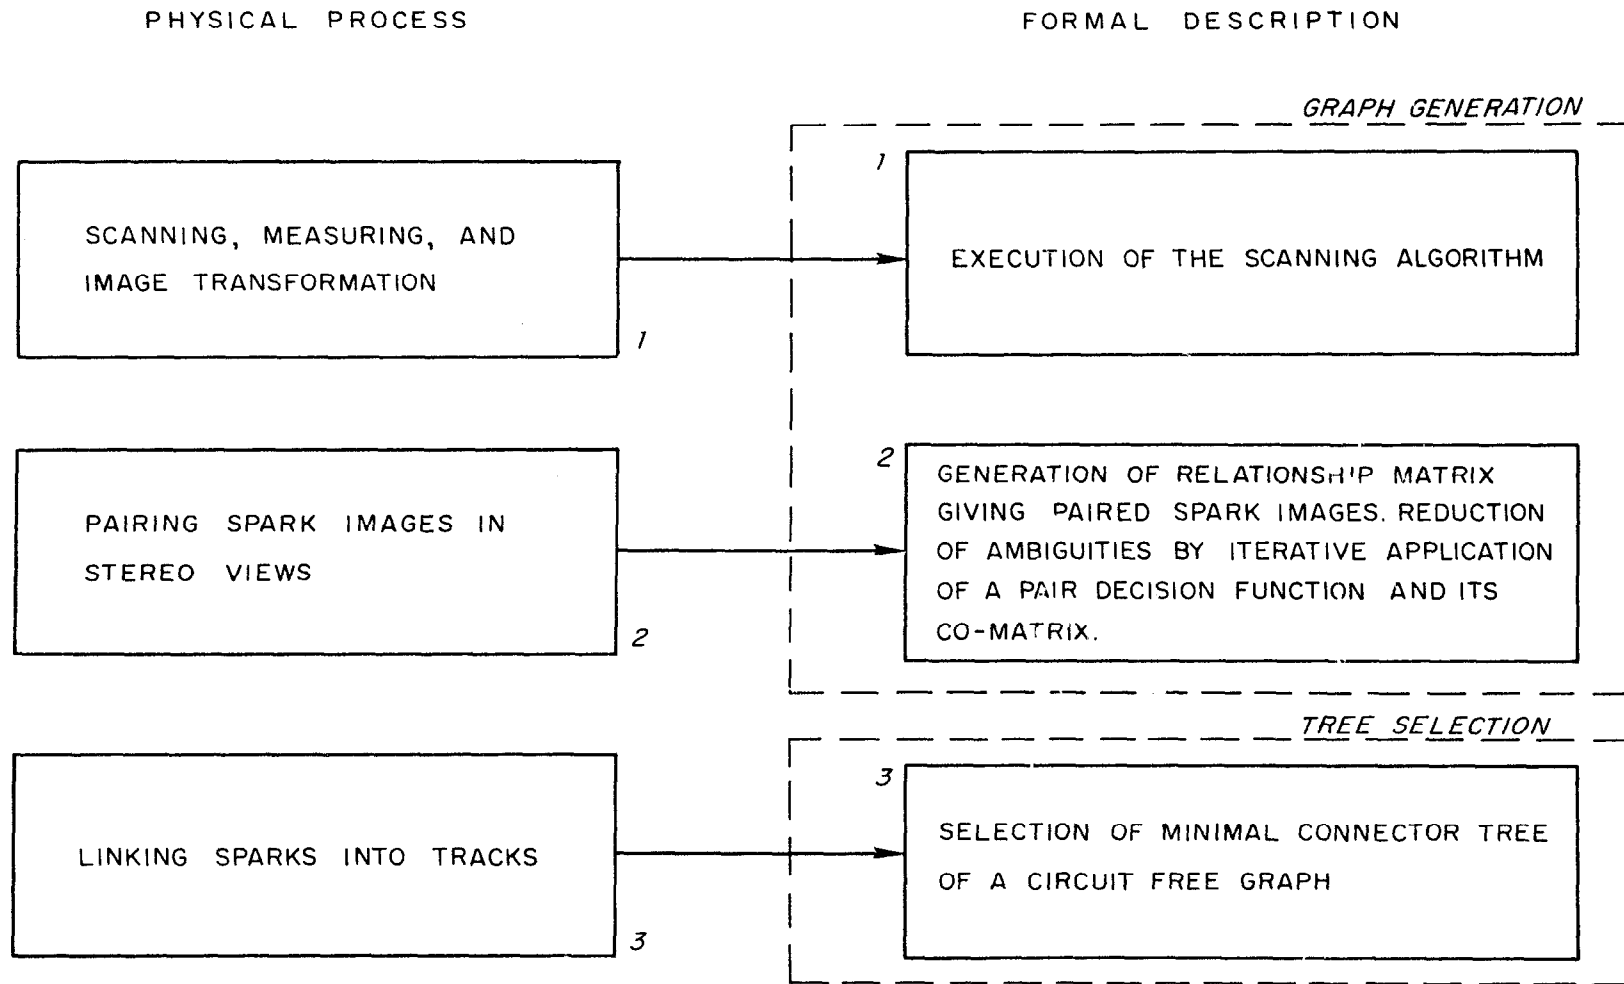 PHYSICAL PROCESS
FORMAL DESCRIPTION
GRAPH GENERATION
SCANNING, MEASURING, AND
IMAGE TRANSFORMATION
1
1
EXECUTION OF THE SCANNING ALGORITHM
PAIRING SPARK IMAGES IN
STEREO VIEWS
2
2
GENERATION OF RELATIONSHIP MATRIX
GIVING PAIRED SPARK IMAGES. REDUCTION
OF AMBIGUITIES BY ITERATIVE APPLICATION
OF A PAIR DECISION FUNCTION AND ITS
CO-MATRIX.
TREE SELECTION
LINKING SPARKS INTO TRACKS
3
3
SELECTION OF MINIMAL CONNECTOR TREE
OF A CIRCUIT FREE GRAPH